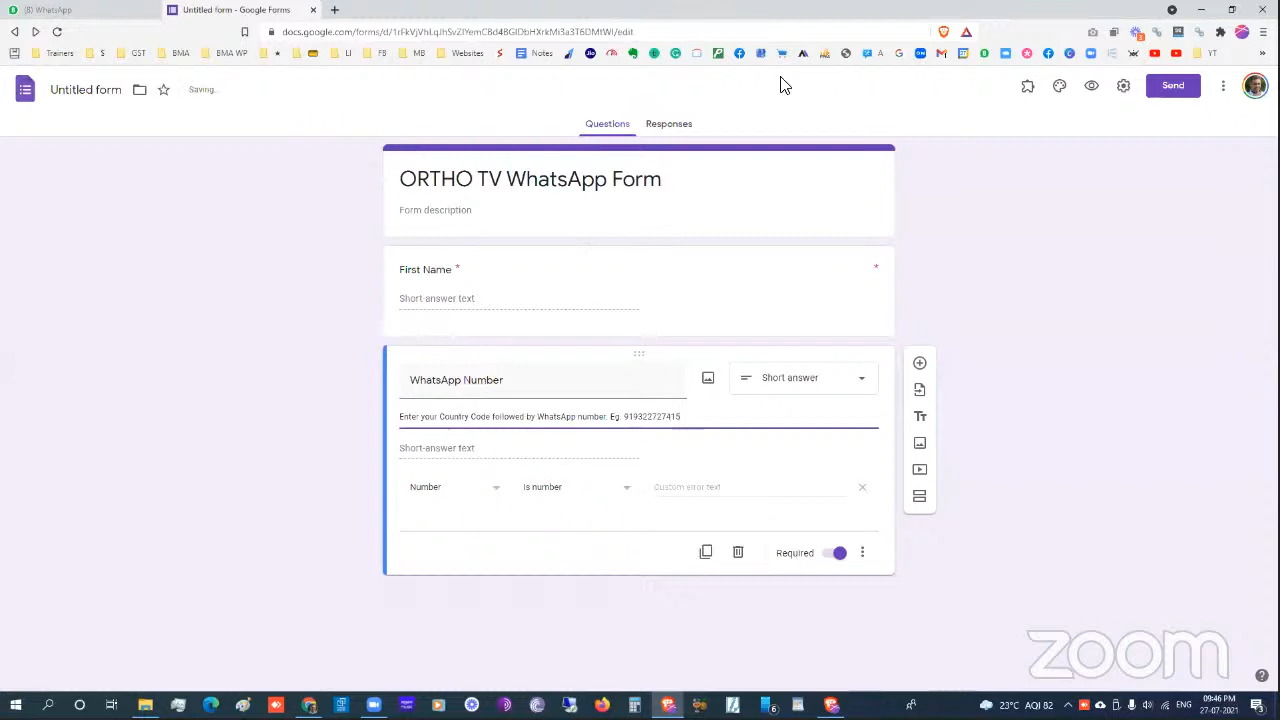 (8) WhatsApp
Untitled form - Google Forms
docs.google.com/forms/d/1rFkVjVhLqJhSvZIYemCBd4BGIDbHXrkMi3a3T6DMtWI/edit
Trainers
S
GST
BMA
BMA WP
IT
LI
FB
MB
Websites
S
Notes
YT
Untitled form
Saving...
Send
Questions
Responses
ORTHO TV WhatsApp Form
Form description
First Name *
*
Short-answer text
WhatsApp Number
Short answer
Enter your Country Code followed by WhatsApp number. Eg. 919322727415
Short-answer text
Number
Is number
Custom error text
Required
zoom
23°C AQI 82
ENG
09:46 PM
27-07-2021